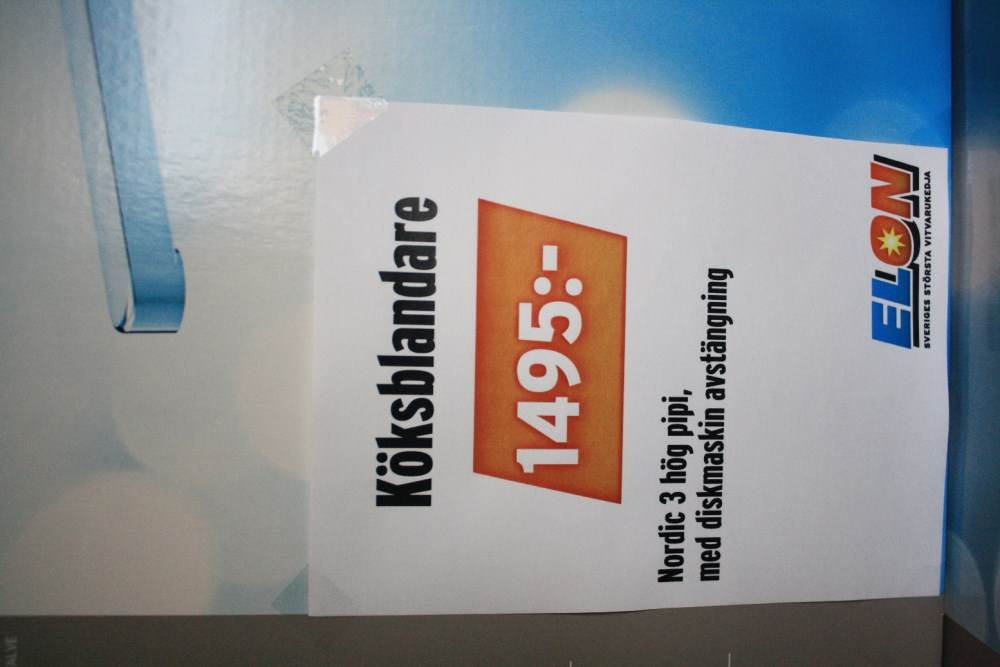 Köksblandare
1495:-
Nordic 3 hög pipi,
med diskmaskin avstängning
ELON
SVERIGES STÖRSTA VITVARUKEDJA